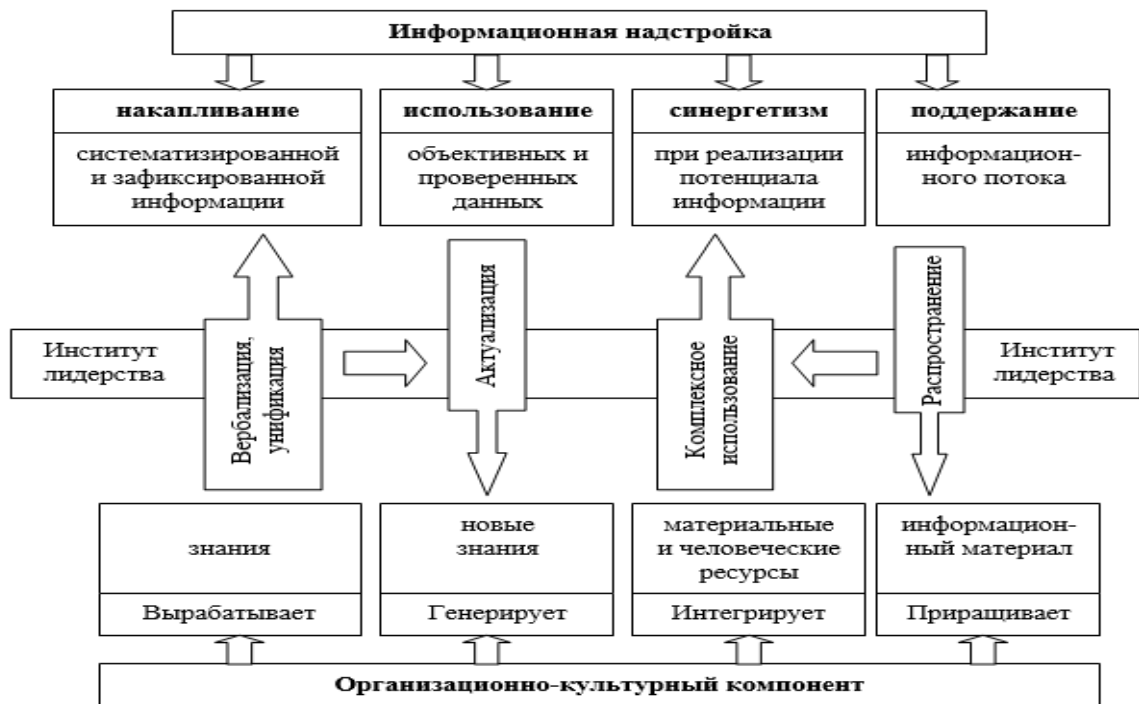 Информационная надстройка
накапливание
систематизированной
и зафиксированной
информации
использование
объективных и
проверенных
данных
синергетизм
при реализации
потенциала
информации
поддержание
информацион-
ного потока
Институт
лидерства
Вербализация,
унификация
Актуализация
Комплексное
использование
Распространение
Институт
лидерства
знания
Вырабатывает
новые
знания
Генерирует
материальные
и человеческие
ресурсы
Интегрирует
информацион-
ный материал
Приращивает
Организационно-культурный компонент